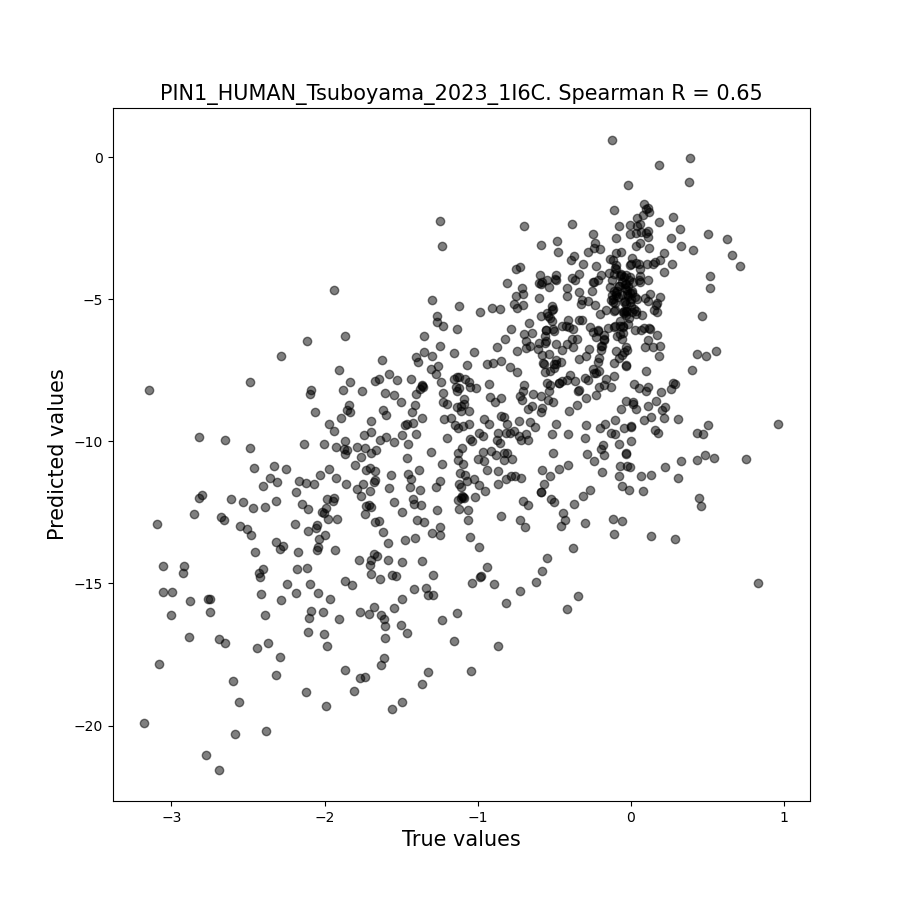 PIN1_HUMAN_Tsuboyama_2023_1I6C. Spearman R = 0.65
0
−5
−10
−15
−20
Predicted values
−3 −2 −1 0 1
True values